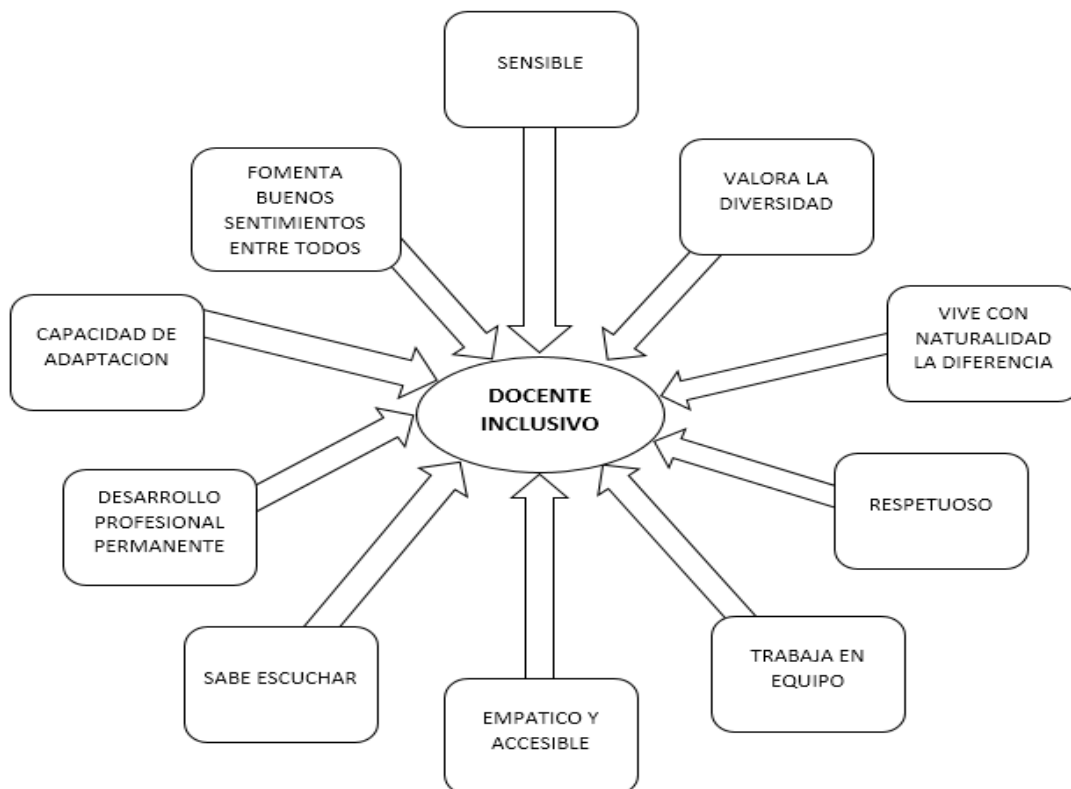 SENSIBLE
FOMENTA
BUENOS
SENTIMIENTOS
ENTRE TODOS
VALORA LA
DIVERSIDAD
CAPACIDAD DE
ADAPTACION
VIVE CON
NATURALIDAD
LA DIFERENCIA
DOCENTE
INCLUSIVO
DESARROLLO
PROFESIONAL
PERMANENTE
RESPETUOSO
SABE ESCUCHAR
TRABAJA EN
EQUIPO
EMPATICO Y
ACCESIBLE